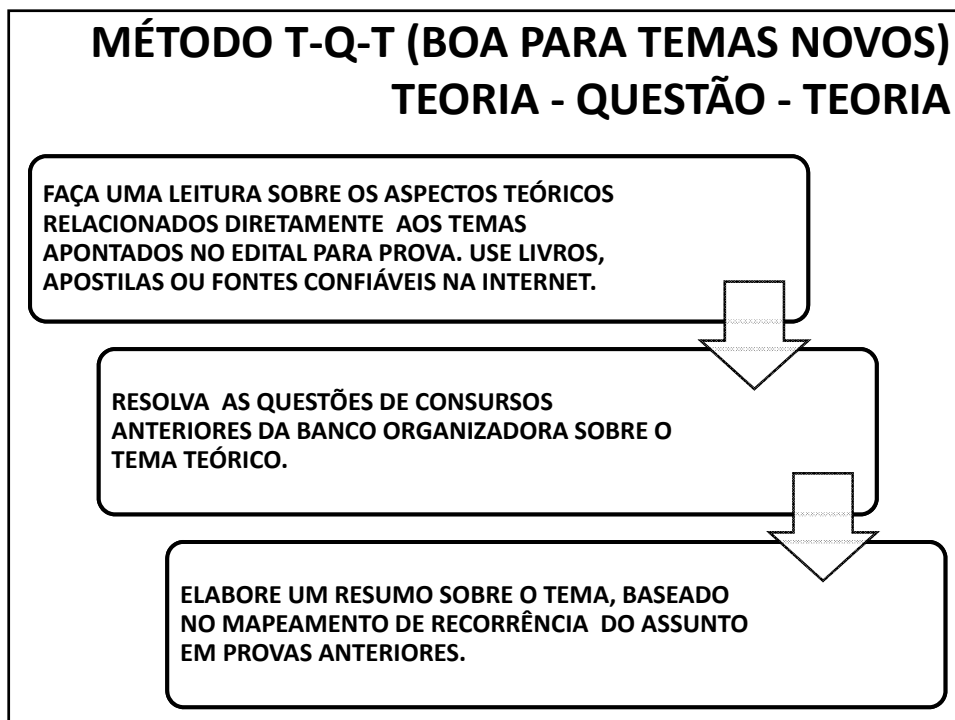 MÉTODO T-Q-T (BOA PARA TEMAS NOVOS)
TEORIA - QUESTÃO - TEORIA
FAÇA UMA LEITURA SOBRE OS ASPECTOS TEÓRICOS
RELACIONADOS DIRETAMENTE AOS TEMAS
APONTADOS NO EDITAL PARA PROVA. USE LIVROS,
APOSTILAS OU FONTES CONFIÁVEIS NA INTERNET.
RESOLVA AS QUESTÕES DE CONSURSOS
ANTERIORES DA BANCO ORGANIZADORA SOBRE O
TEMA TEÓRICO.
ELABORE UM RESUMO SOBRE O TEMA, BASEADO
NO MAPEAMENTO DE RECORRÊNCIA DO ASSUNTO
EM PROVAS ANTERIORES.